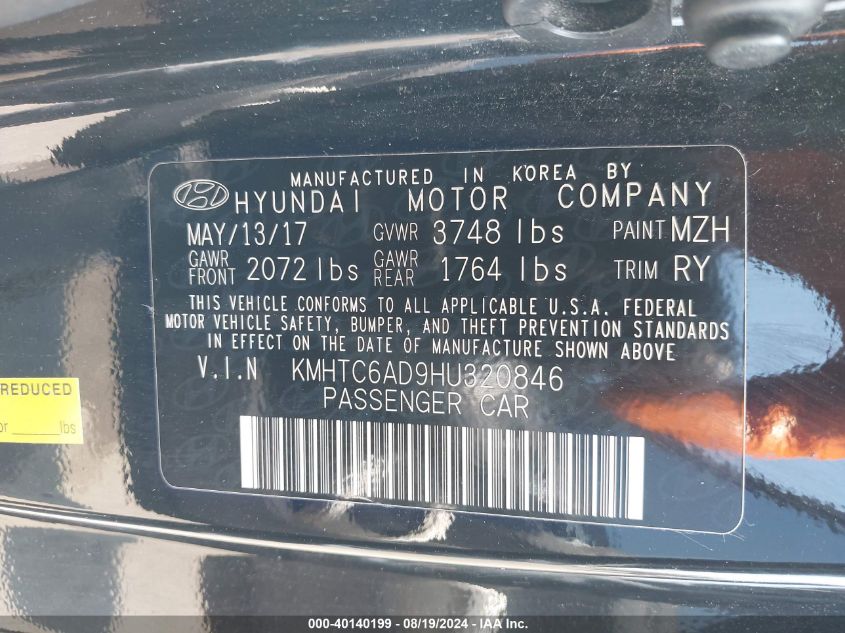 MANUFACTURED IN KOREA BY
HYUNDAI MOTOR COMPANY
MAY/13/17 GVWR 3748 lbs PAINT MZH
GAWR FRONT 2072 lbs GAWR REAR 1764 lbs TRIM RY
THIS VEHICLE CONFORMS TO ALL APPLICABLE U.S.A. FEDERAL
MOTOR VEHICLE SAFETY, BUMPER, AND THEFT PREVENTION STANDARDS
IN EFFECT ON THE DATE OF MANUFACTURE SHOWN ABOVE
V.I.N KMHTC6AD9HU320846
PASSENGER CAR
REDUCED
or ______lbs
000-40140199 | 08/19/2024 | IAA Inc.